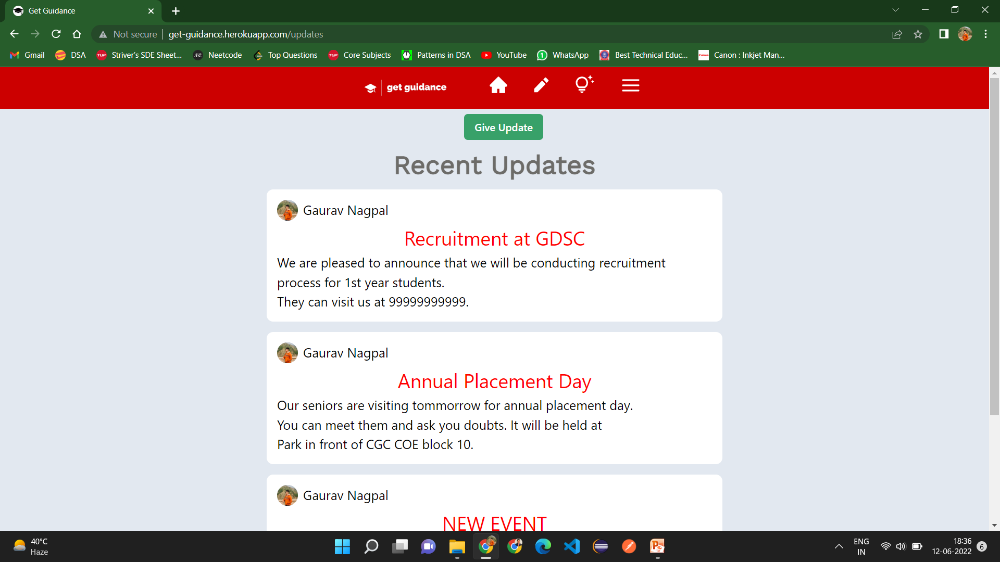 Get Guidance
Not secure
get-guidance.herokuapp.com/updates
Gmail
DSA
TUF
Striver's SDE Sheet...
NC
Neetcode
Top Questions
TUF
Core Subjects
Patterns in DSA
YouTube
1
WhatsApp
Best Technical Educ...
Canon
Canon : Inkjet Man...
get guidance
Give Update
Recent Updates
Gaurav Nagpal
Recruitment at GDSC
We are pleased to announce that we will be conducting recruitment
process for 1st year students.
They can visit us at 99999999999.
Gaurav Nagpal
Annual Placement Day
Our seniors are visiting tommorrow for annual placement day.
You can meet them and ask you doubts. It will be held at
Park in front of CGC COE block 10.
Gaurav Nagpal
NEW EVENT
40°C
Haze
ENG
IN
18:36
12-06-2022
6